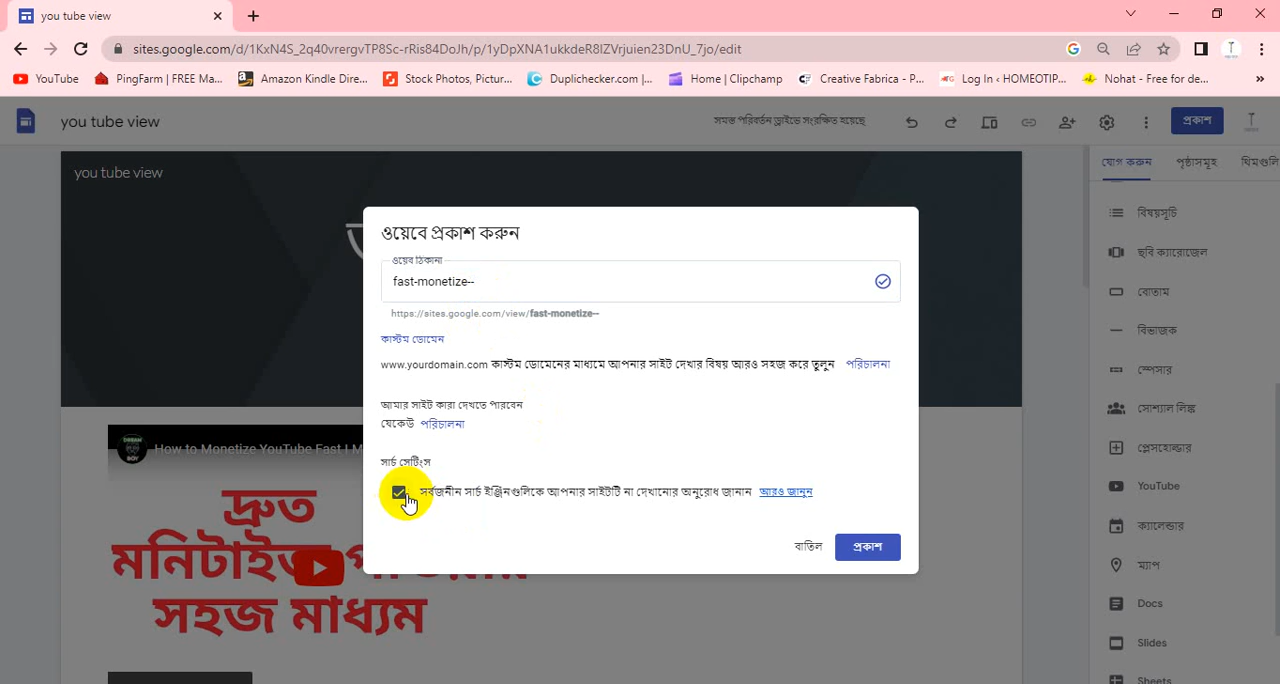 you tube view
sites.google.com/d/1KxN4S_2q40vrergvTP8Sc-rRis84DoJh/p/1yDpXNA1ukkdeR8IZVrjuien23DnU_7jo/edit
YouTube
PingFarm | FREE Ma...
Amazon Kindle Dire...
Stock Photos, Pictur...
Duplichecker.com |...
Home | Clipchamp
Creative Fabrica - P...
Log In ‹ HOMEOTIP...
Nohat - Free for de...
you tube view
সমস্ত পরিবর্তন ড্রাইভে সংরক্ষিত হয়েছে
প্রকাশ
যোগ করুন
পৃষ্ঠাসমূহ
থিমগুলি
you tube view
ওয়েবে প্রকাশ করুন
ওয়েব ঠিকানা
fast-monetize--
https://sites.google.com/view/fast-monetize--
কাস্টম ডোমেন
www.yourdomain.com কাস্টম ডোমেনের মাধ্যমে আপনার সাইট দেখার বিষয় আরও সহজ করে তুলুন পরিচালনা
আমার সাইট কারা দেখতে পারবেন
যেকেউ পরিচালনা
সার্চ সেটিংস
সর্বজনীন সার্চ ইঞ্জিনগুলিকে আপনার সাইটটি না দেখানোর অনুরোধ জানান আরও জানুন
বাতিল
প্রকাশ
DREAM BOY
How to Monetize YouTube Fast | M
দ্রুত
মনিটাইজ
সহজ মাধ্যম
বিষয়সূচি
ছবি ক্যারোজেল
বোতাম
বিভাজক
স্পেসার
সোশ্যাল লিঙ্ক
প্লেসহোল্ডার
YouTube
ক্যালেন্ডার
ম্যাপ
Docs
Slides
Sheets